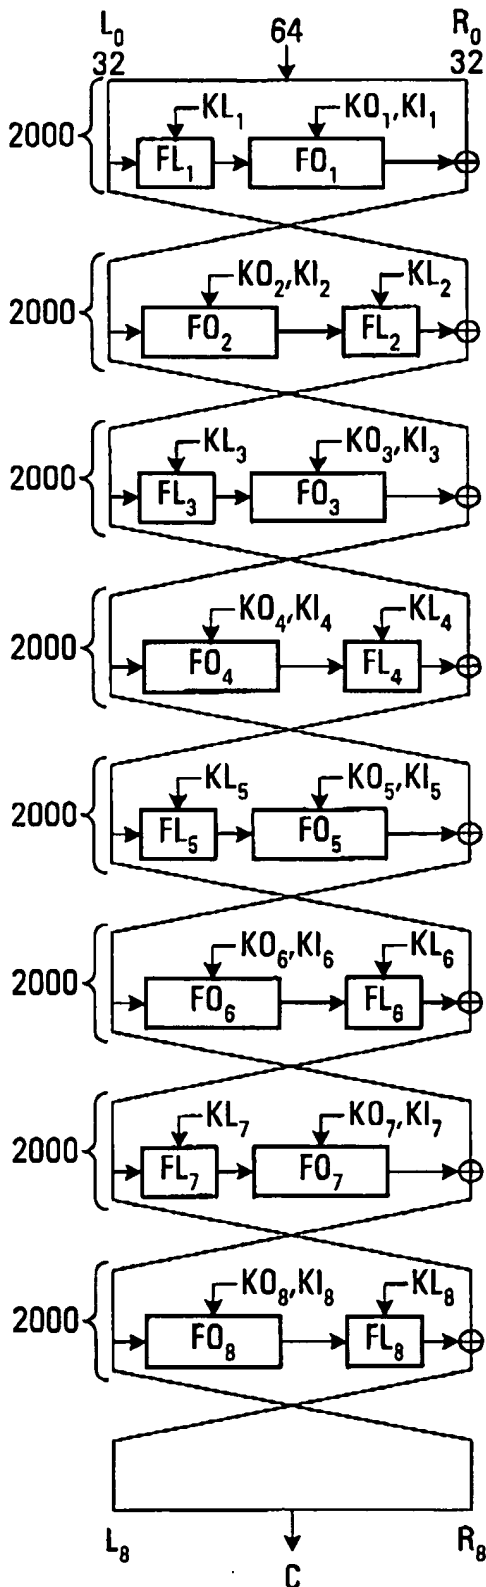 L₀ 64 R₀
32 32
KL₁ KO₁,KI₁
2000
FL₁ FO₁
KO₂,KI₂ KL₂
2000
FO₂ FL₂
KL₃ KO₃,KI₃
2000
FL₃ FO₃
KO₄,KI₄ KL₄
2000
FO₄ FL₄
KL₅ KO₅,KI₅
2000
FL₅ FO₅
KO₆,KI₆ KL₆
2000
FO₆ FL₆
KL₇ KO₇,KI₇
2000
FL₇ FO₇
KO₈,KI₈ KL₈
2000
FO₈ FL₈
L₈ R₈
C